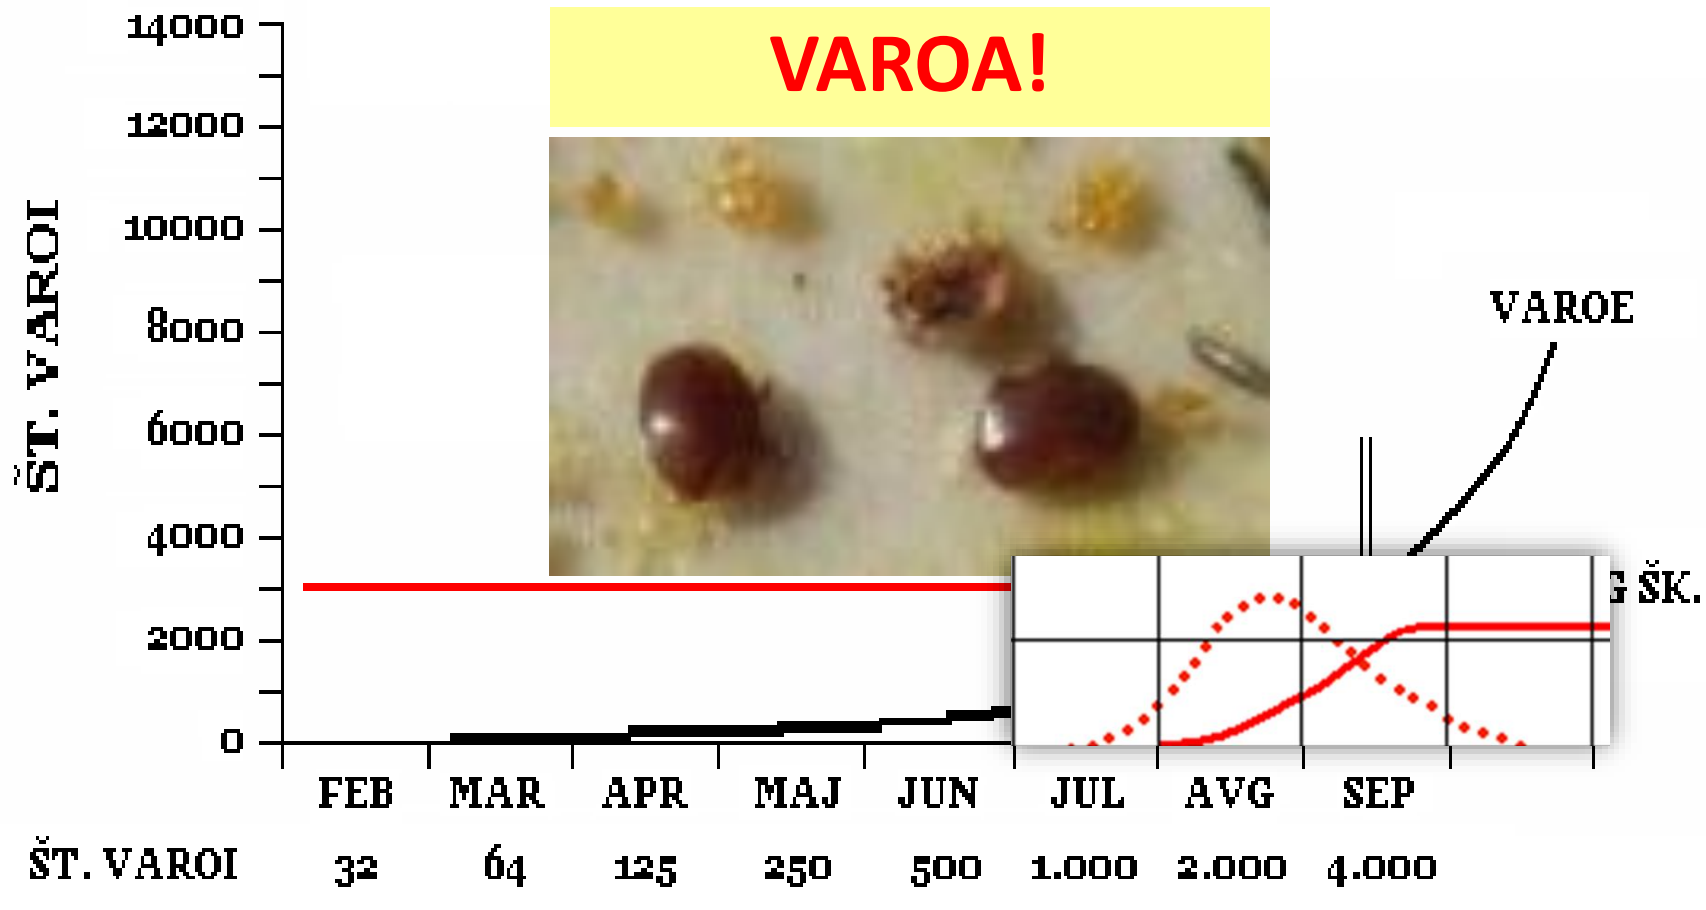 VAROA!
ŠT. VAROI
14000
12000
10000
8000
6000
4000
2000
0
VAROE
G ŠK.
FEB MAR APR MAJ JUN JUL AVG SEP
ŠT. VAROI 32 64 125 250 500 1.000 2.000 4.000